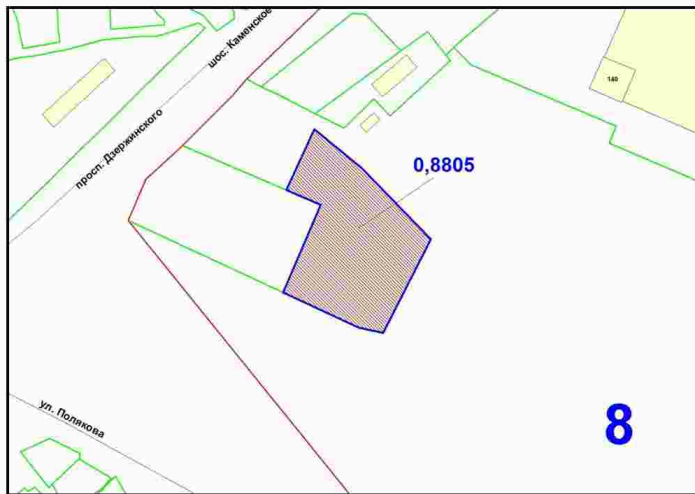 шос. Каменское
140
просп. Дзержинского
0,8805
ул. Полякова
8